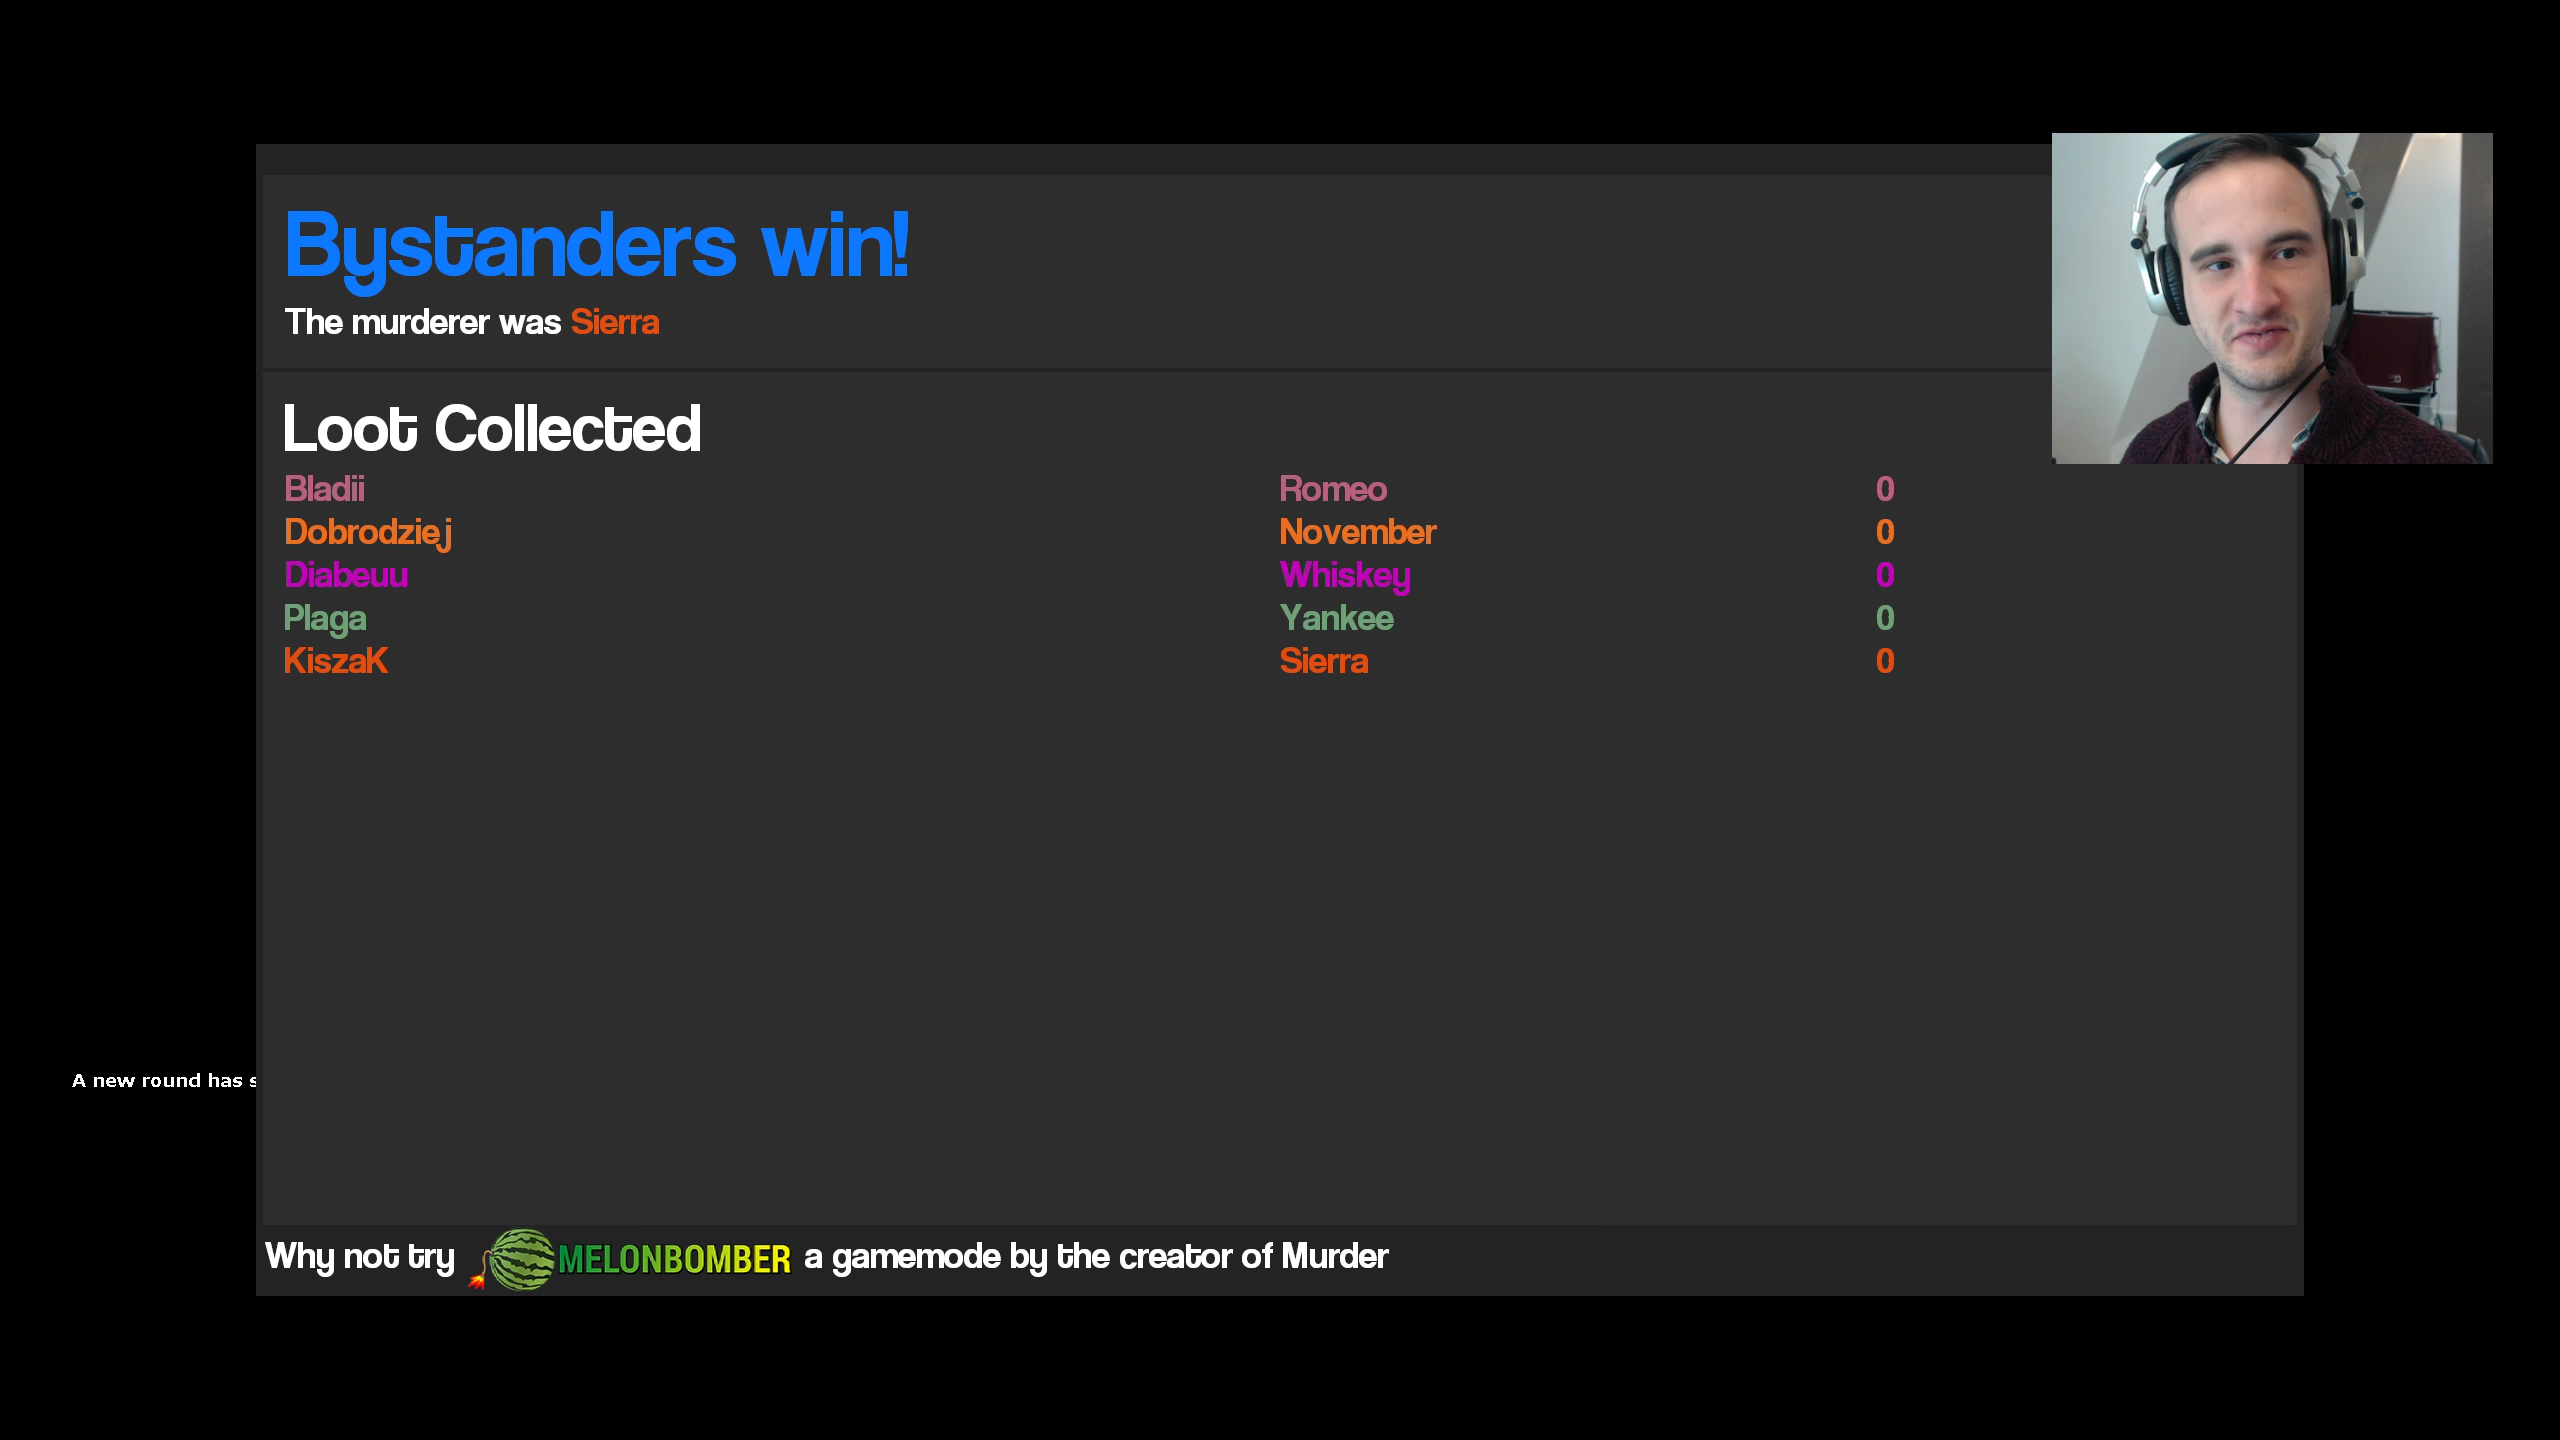 Bystanders win!
The murderer was Sierra
Loot Collected
Bladii Romeo 0
Dobrodziej November 0
Diabeuu Whiskey 0
Plaga Yankee 0
KiszaK Sierra 0
A new round has s
Why not try MELONBOMBER a gamemode by the creator of Murder